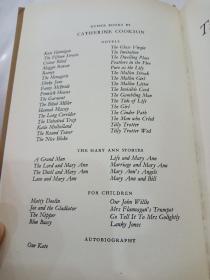 OTHER BOOKS BY
CATHERINE COOKSON
NOVELS
Kate Hannigan
The Glass Virgin
The Fifteen Streets
The Invitation
Colour Blind
The Dwelling Place
Maggie Rowan
Feathers in the Fire
Rooney
Pure as the Lily
The Menagerie
The Mallen Streak
Slinky Jane
The Mallen Girl
Fanny McBride
The Mallen Litter
Fenwick Houses
The Invisible Cord
The Garment
The Gambling Man
The Blind Miller
The Tide of Life
Hannah Massey
The Girl
The Long Corridor
The Cinder Path
The Unbaited Trap
The Man who Cried
Katie Mulholland
Tilly Trotter
The Round Tower
Tilly Trotter Wed
The Nice Bloke
THE MARY ANN STORIES
A Grand Man
Life and Mary Ann
The Lord and Mary Ann
Marriage and Mary Ann
The Devil and Mary Ann
Mary Ann's Angels
Love and Mary Ann
Mary Ann and Bill
FOR CHILDREN
Matty Doolin
Our John Willie
Joe and the Gladiator
Mrs Flannagan's Trumpet
The Nipper
Go Tell It To Mrs Golightly
Blue Baccy
Lanky Jones
AUTOBIOGRAPHY
Our Kate
T